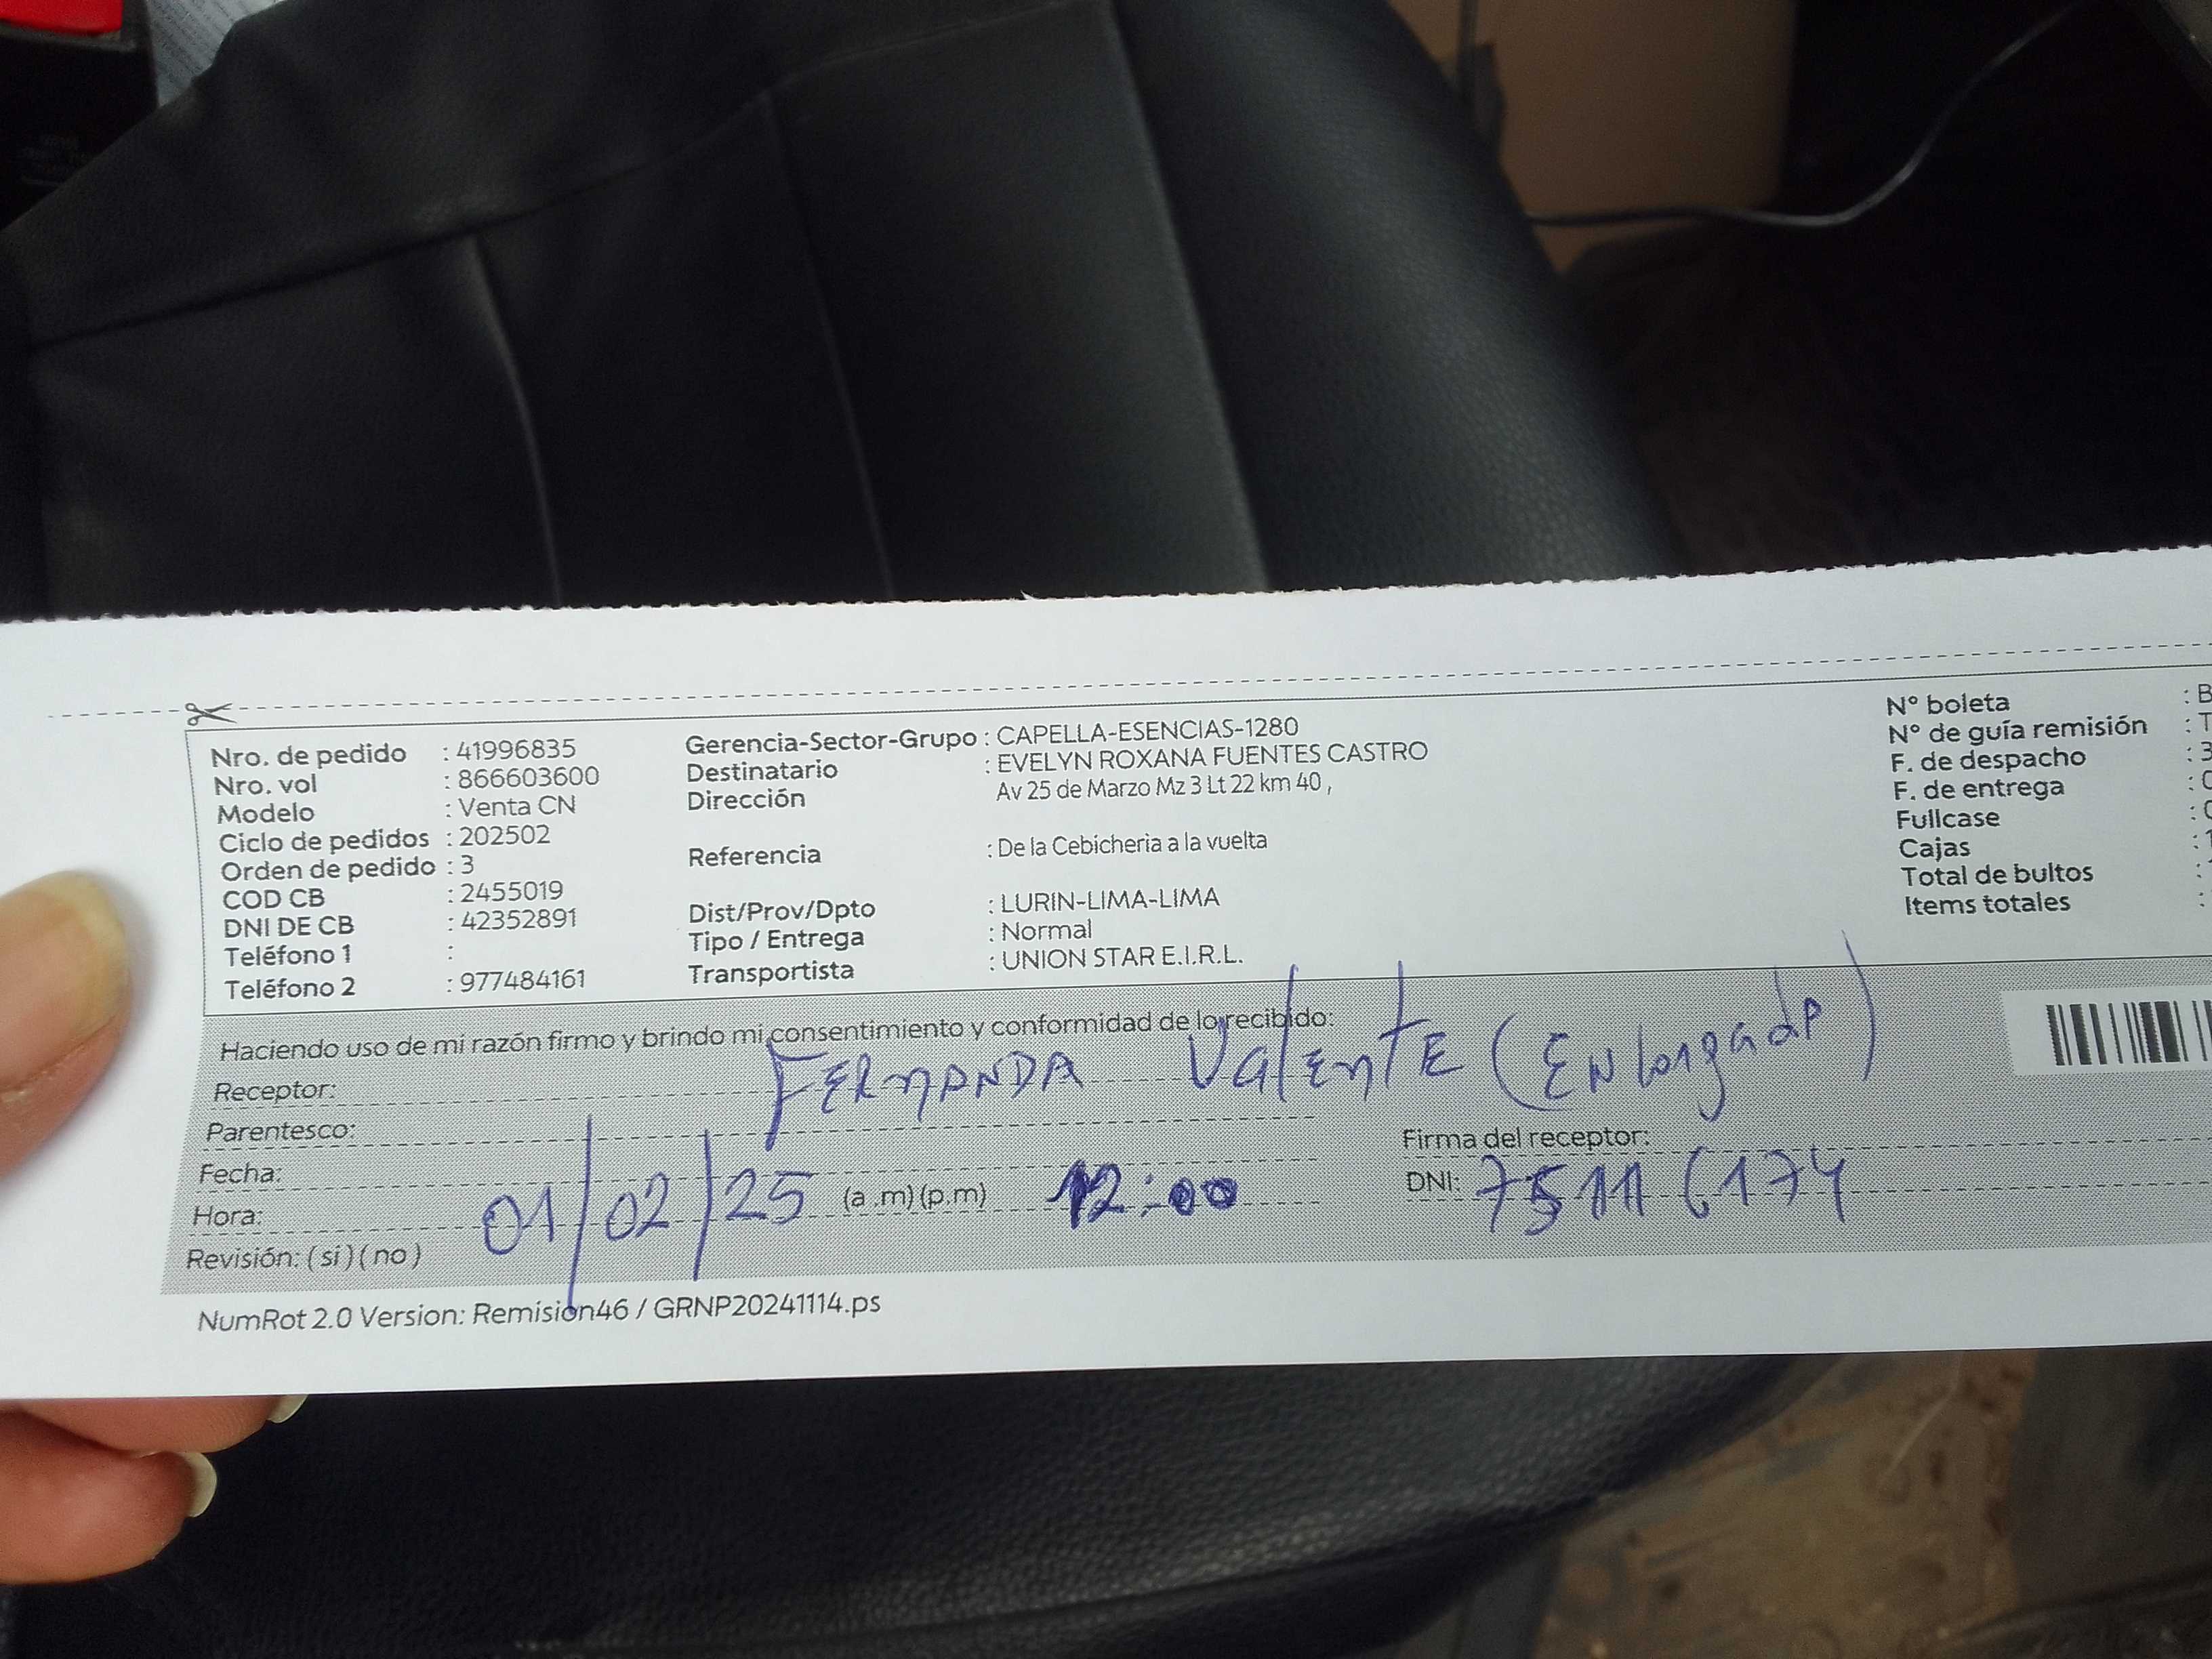 Nro. de pedido : 41996835
Nro. vol : 866603600
Modelo : Venta CN
Ciclo de pedidos : 202502
Orden de pedido : 3
COD CB : 2455019
DNI DE CB : 42352891
Teléfono 1 :
Teléfono 2 : 977484161
Gerencia-Sector-Grupo : CAPELLA-ESENCIAS-1280
Destinatario : EVELYN ROXANA FUENTES CASTRO
Dirección Av 25 de Marzo Mz 3 Lt 22 km 40 ,
Referencia : De la Cebicheria a la vuelta
Dist/Prov/Dpto : LURIN-LIMA-LIMA
Tipo / Entrega : Normal
Transportista : UNION STAR E.I.R.L.
N° boleta : B
N° de guía remisión : T
F. de despacho : 3
F. de entrega : 0
Fullcase : 0
Cajas : 1
Total de bultos :
Items totales :
Haciendo uso de mi razón firmo y brindo mi consentimiento y conformidad de lo recibido:
Receptor: FERNANDA Valente
Parentesco:
Fecha: 01/02/25
Hora: (a .m) (p.m) 12:00
Revisión: ( si ) ( no )
Firma del receptor:
DNI: 75116174
NumRot 2.0 Version: Remision46 / GRNP20241114.ps